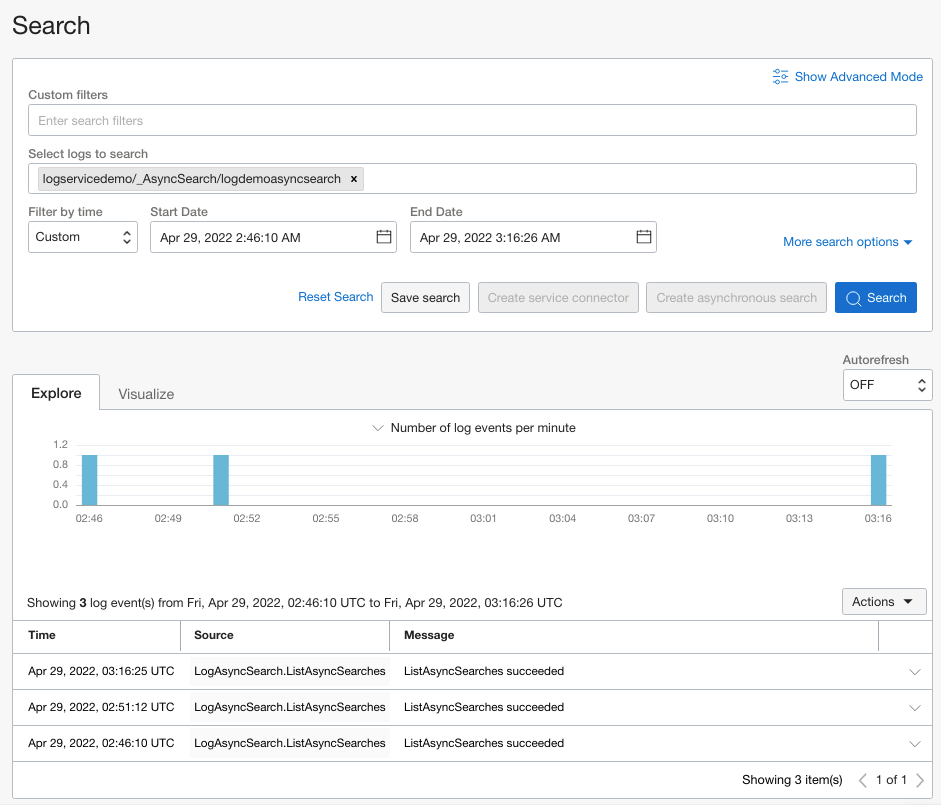 Search
Show Advanced Mode
Custom filters
Enter search filters
Select logs to search
logservicedemo/_AsyncSearch/logdemoasyncsearch x
Filter by time Start Date End Date
Custom Apr 29, 2022 2:46:10 AM Apr 29, 2022 3:16:26 AM
More search options
Reset Search Save search Create service connector Create asynchronous search Search
Autorefresh
OFF
Explore Visualize
Number of log events per minute
1.2
0.8
0.4
0.0
02:46 02:49 02:52 02:55 02:58 03:01 03:04 03:07 03:10 03:13 03:16
Showing 3 log event(s) from Fri, Apr 29, 2022, 02:46:10 UTC to Fri, Apr 29, 2022, 03:16:26 UTC
Actions
Time Source Message
Apr 29, 2022, 03:16:25 UTC LogAsyncSearch.ListAsyncSearches ListAsyncSearches succeeded
Apr 29, 2022, 02:51:12 UTC LogAsyncSearch.ListAsyncSearches ListAsyncSearches succeeded
Apr 29, 2022, 02:46:10 UTC LogAsyncSearch.ListAsyncSearches ListAsyncSearches succeeded
Showing 3 item(s) 1 of 1